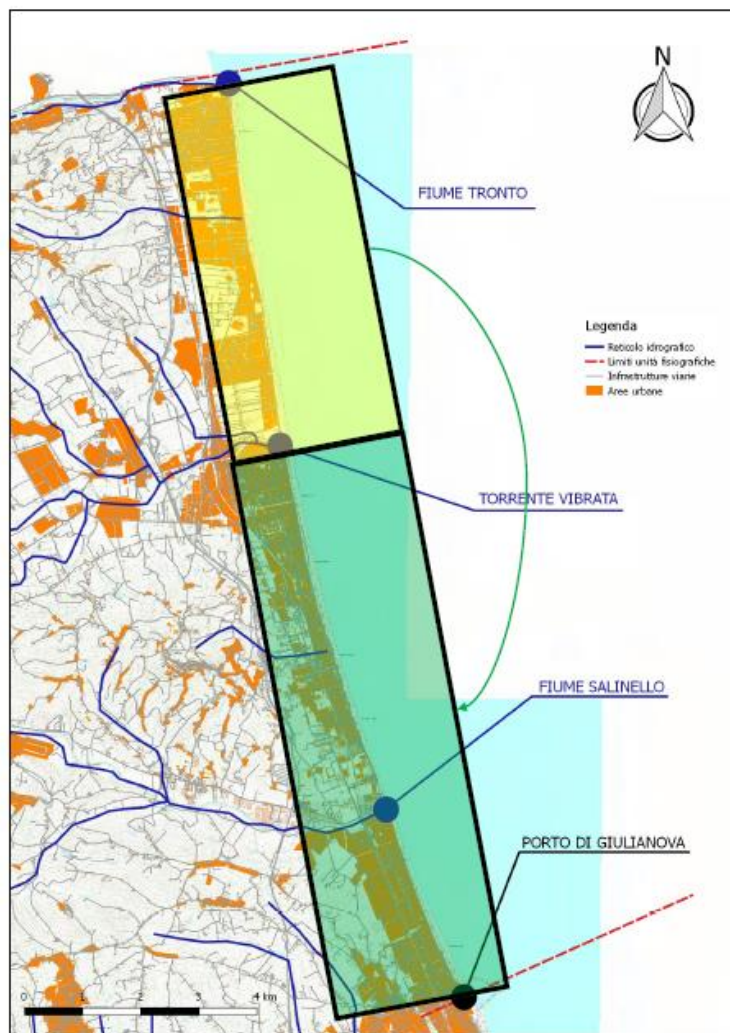 N
FIUME TRONTO
Legenda
Reticolo idrografico
Limiti unità fisiografiche
Infrastrutture viarie
Aree urbane
TORRENTE VIBRATA
FIUME SALINELLO
PORTO DI GIULIANOVA
0 1 2 3 4 km